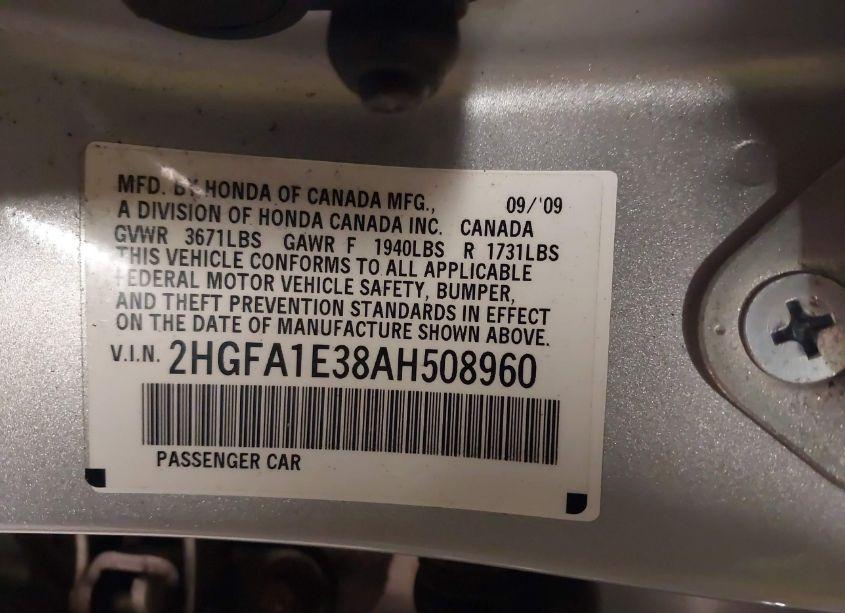 MFD. BY HONDA OF CANADA MFG., 09/'09
A DIVISION OF HONDA CANADA INC. CANADA
GVWR 3671LBS GAWR F 1940LBS R 1731LBS
THIS VEHICLE CONFORMS TO ALL APPLICABLE
FEDERAL MOTOR VEHICLE SAFETY, BUMPER,
AND THEFT PREVENTION STANDARDS IN EFFECT
ON THE DATE OF MANUFACTURE SHOWN ABOVE.
V.I.N. 2HGFA1E38AH508960
PASSENGER CAR